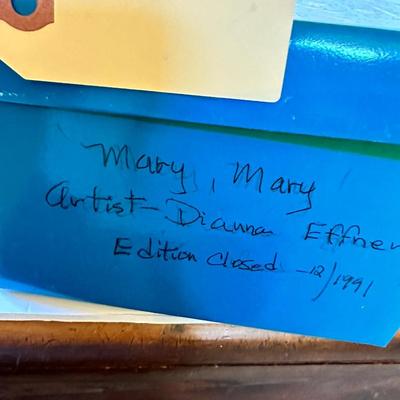 Mary, Mary
Artist - Dianna Effner
Edition Closed - 12/1991